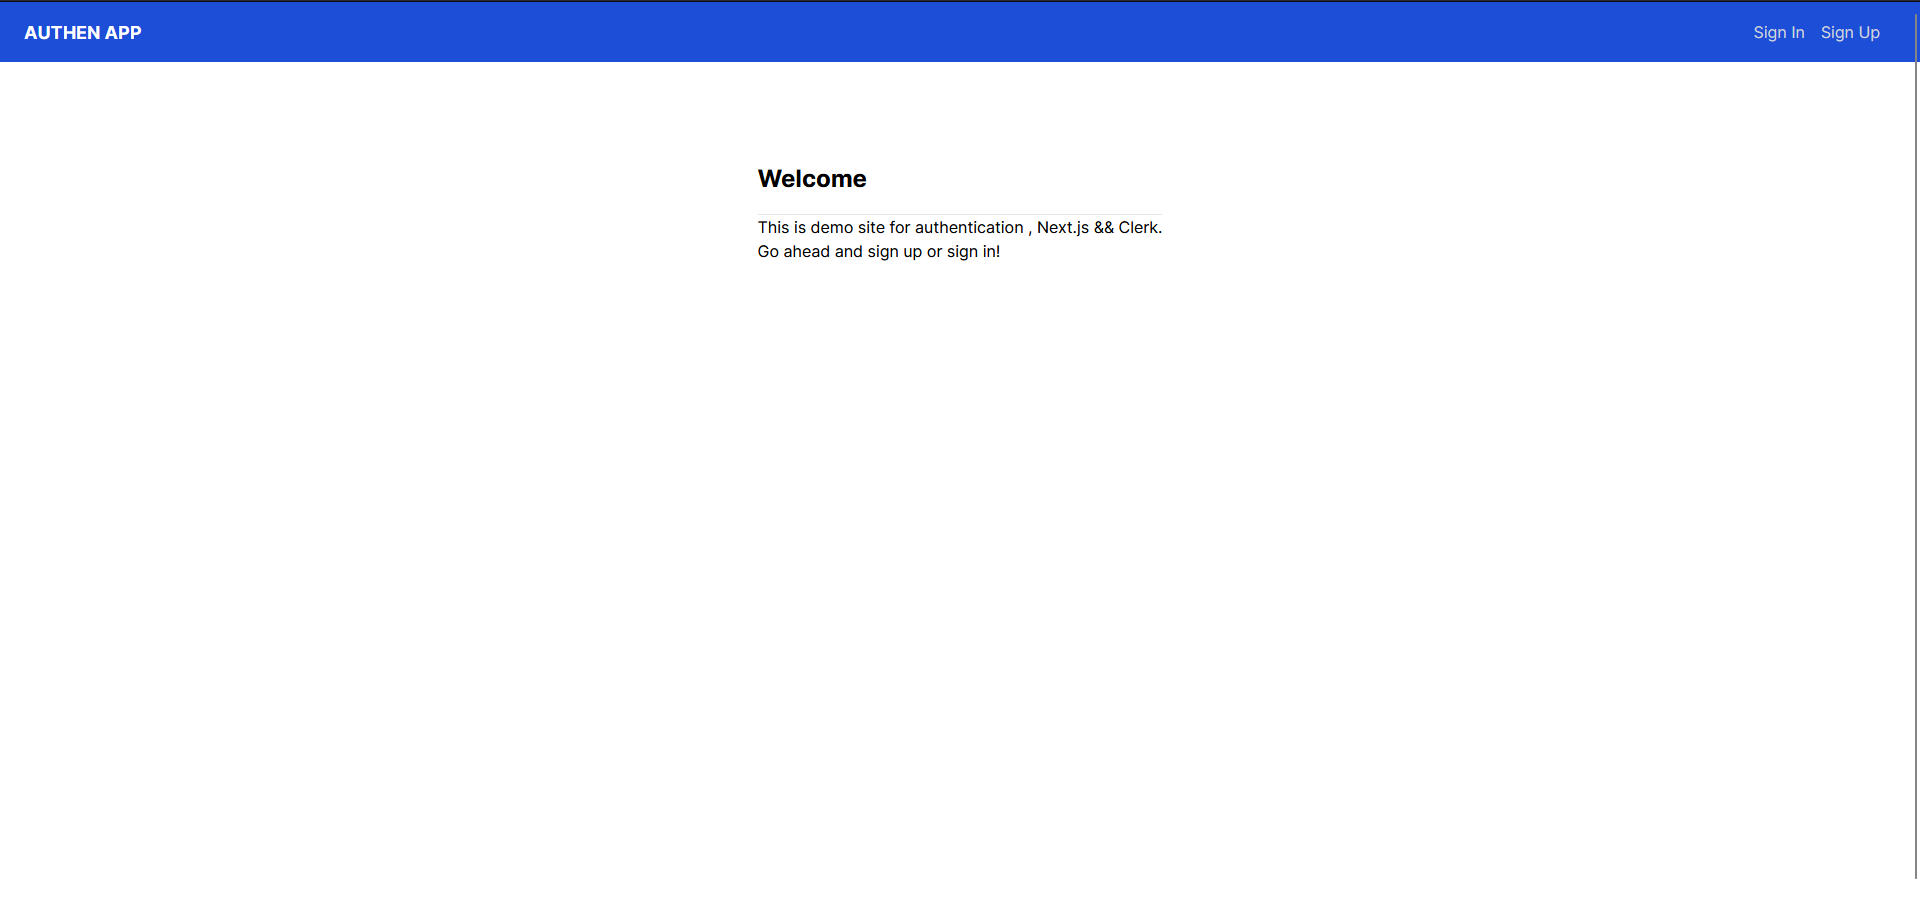 AUTHEN APP
Sign In Sign Up
Welcome
This is demo site for authentication , Next.js && Clerk.
Go ahead and sign up or sign in!